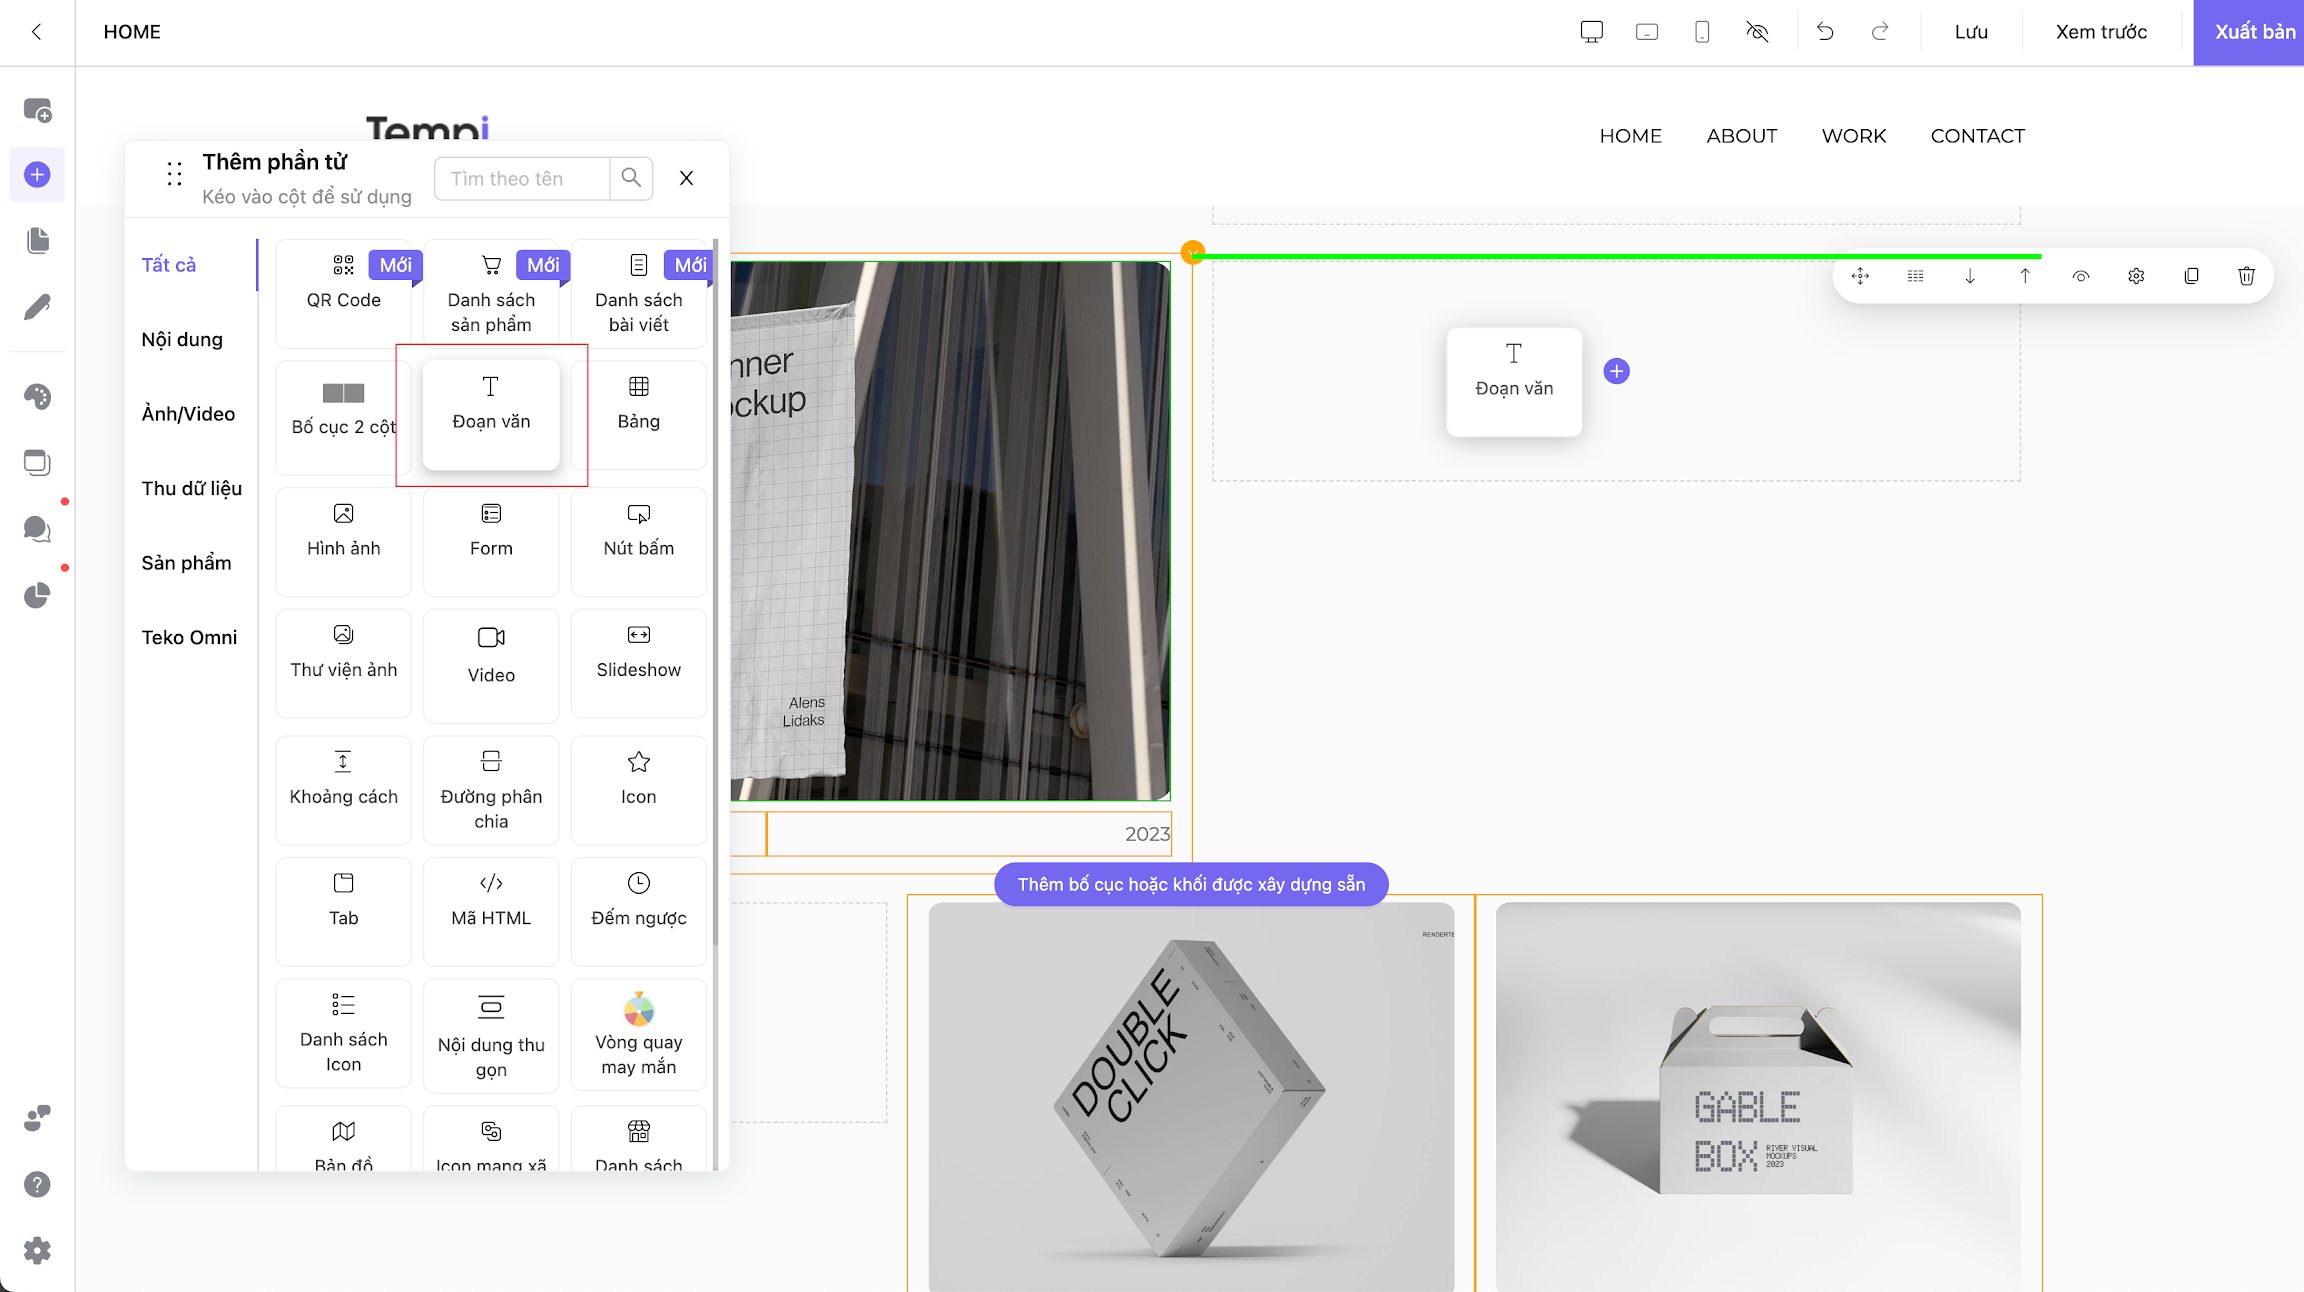 HOME
Lưu
Xem trước
Xuất bản
Tempi
HOME
ABOUT
WORK
CONTACT
Thêm phần tử
Kéo vào cột để sử dụng
Tìm theo tên
X
Tất cả
Nội dung
Ảnh/Video
Thu dữ liệu
Sản phẩm
Teko Omni
Mới
QR Code
Mới
Danh sách
sản phẩm
Mới
Danh sách
bài viết
Bố cục 2 cột
Đoạn văn
Bảng
Hình ảnh
Form
Nút bấm
Thư viện ảnh
Video
Slideshow
Khoảng cách
Đường phân
chia
Icon
Tab
Mã HTML
Đếm ngược
Danh sách
Icon
Nội dung thu
gọn
Vòng quay
may mắn
Bản đồ
Icon mạng xã
Danh sách
nner
ockup
Alens
Lidaks
Đoạn văn
2023
Thêm bố cục hoặc khối được xây dựng sẵn
RENDERTE
DOUBLE
CLICK
GABLE
BOX
RIVER VISUAL
MOCKUPS
2023